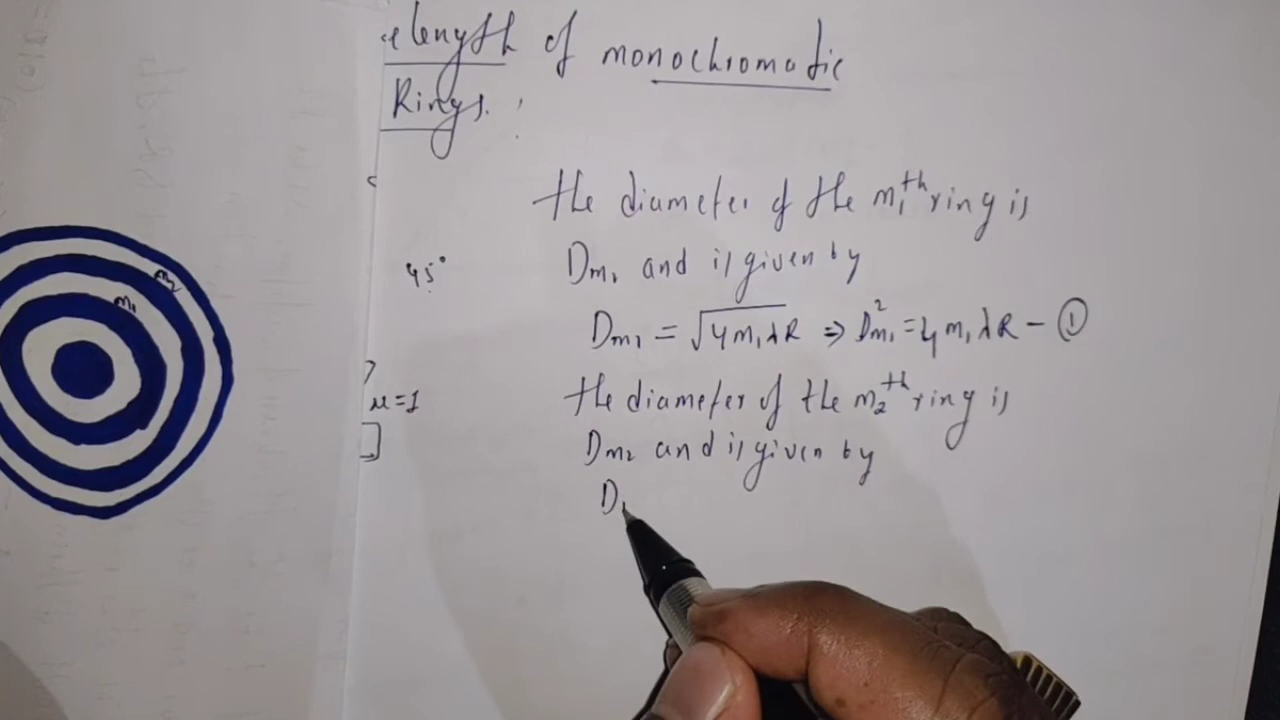 elength of monochromatic
Rings :
the diameter of the m₁th ring is
Dm₁ and is given by
45°
Dm₁ = √4m₁λR ⇒ D²m₁ = 4m₁λR - ①
the diameter of the m₂th ring is
μ=1
Dm₂ and is given by
D
m₂
m₁